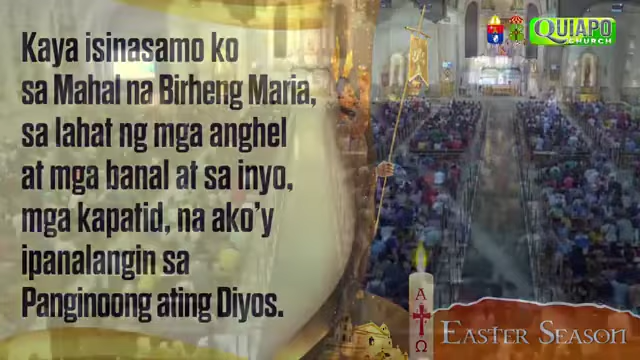 Kaya isinasamo ko
sa Mahal na Birheng Maria,
sa lahat ng mga anghel
at mga banal at sa inyo,
mga kapatid, na ako'y
ipanalangin sa
Panginoong ating Diyos.
QUIAPO
CHURCH
Α
Ω
EASTER SEASON